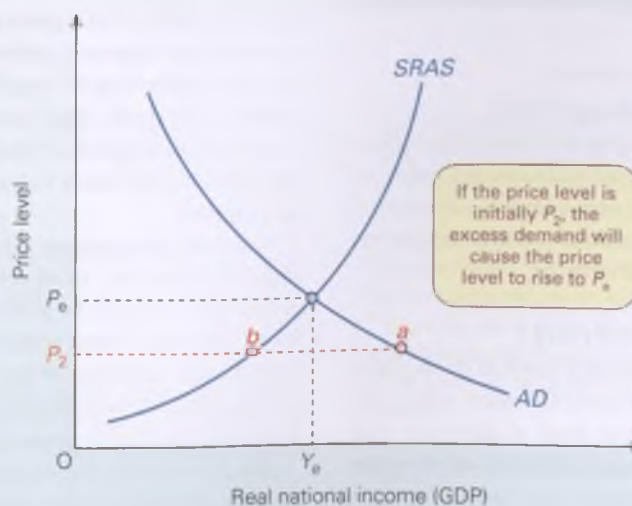 SRAS
Price level
If the price level is
initially P₂, the
excess demand will
cause the price
level to rise to Pₑ
Pₑ
b
a
P₂
AD
O
Yₑ
Real national income (GDP)